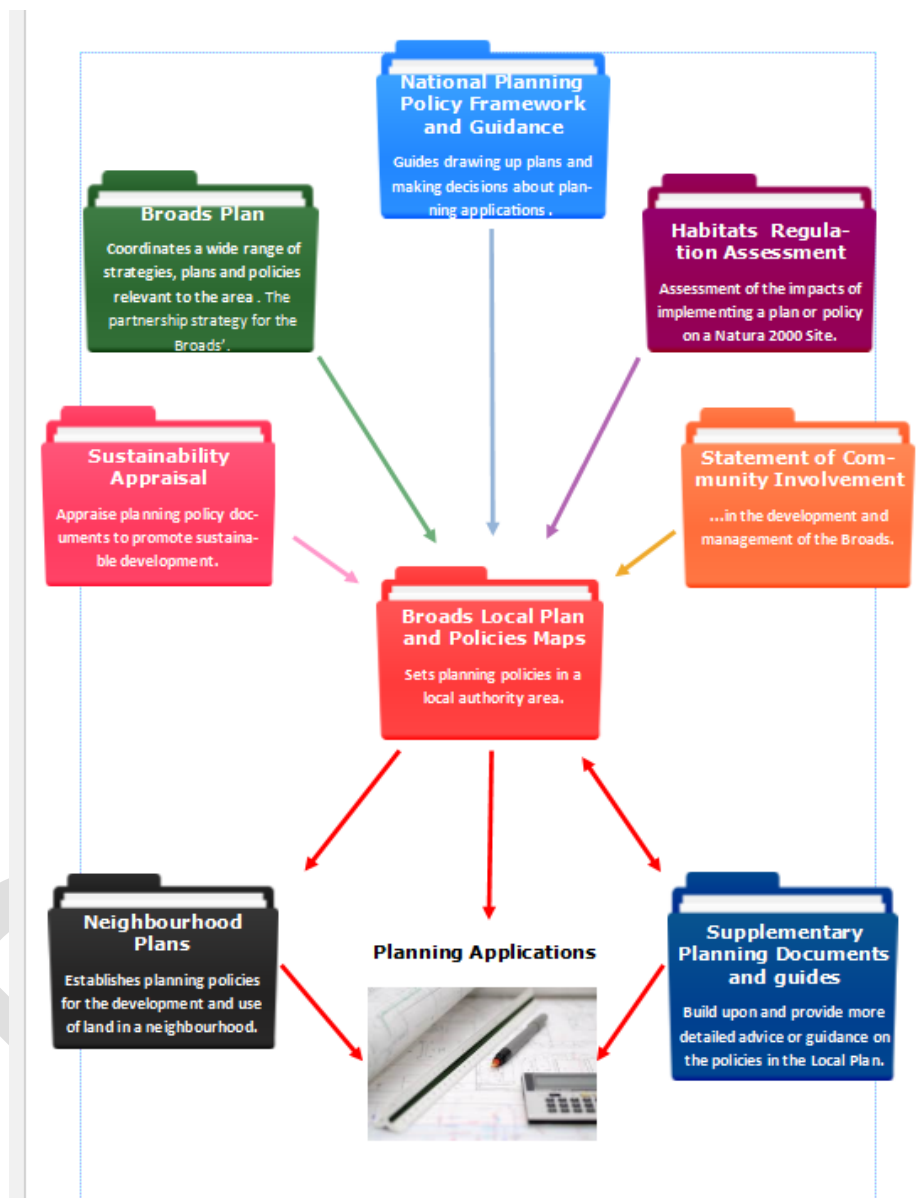 National Planning
Policy Framework
and Guidance
Guides drawing up plans and
making decisions about plan-
ning applications .
Broads Plan
Coordinates a wide range of
strategies, plans and policies
relevant to the area . The
partnership strategy for the
Broads’.
Habitats Regula-
tion Assessment
Assessment of the impacts of
implementing a plan or policy
on a Natura 2000 Site.
Sustainability
Appraisal
Appraise planning policy doc-
uments to promote sustaina-
ble development.
Statement of Com-
munity Involvement
...in the development and
management of the Broads.
Broads Local Plan
and Policies Maps
Sets planning policies in a
local authority area.
Neighbourhood
Plans
Establishes planning policies
for the development and use
of land in a neighbourhood.
Planning Applications
Supplementary
Planning Documents
and guides
Build upon and provide more
detailed advice or guidance on
the policies in the Local Plan.